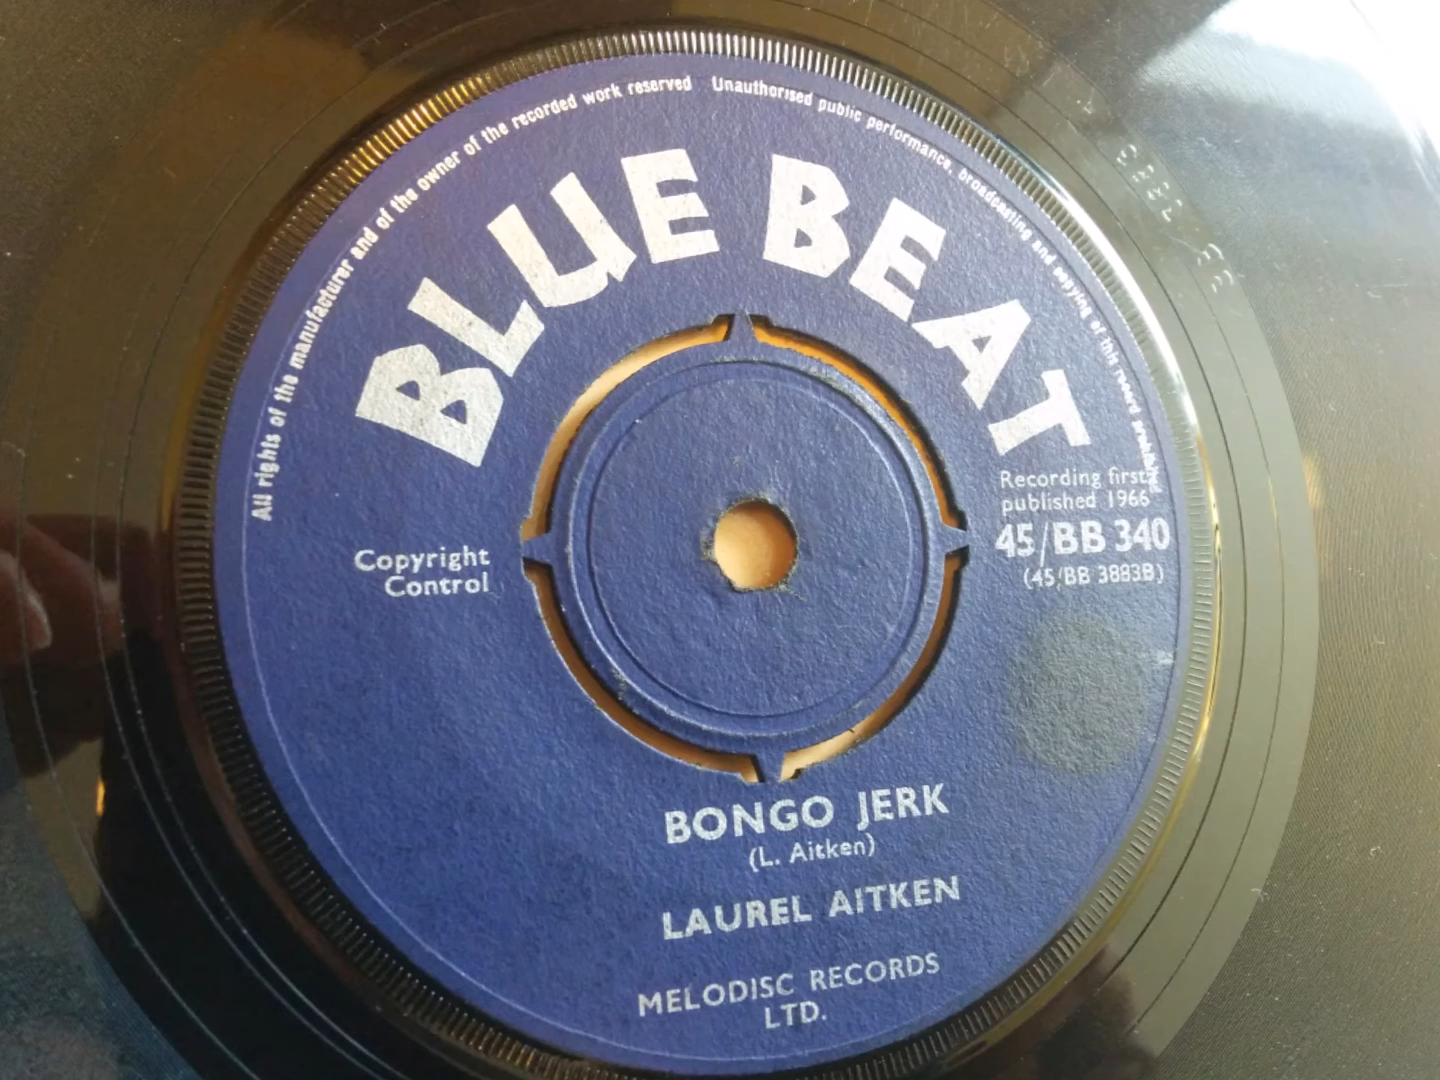 All rights of the manufacturer and of the owner of the recorded work reserved Unauthorised public performance, broadcasting and copying of this record prohibited
BLUE BEAT
Recording first
published 1966
45/BB 340
(45/BB 3883B)
Copyright
Control
BONGO JERK
(L. Aitken)
LAUREL AITKEN
MELODISC RECORDS
LTD.